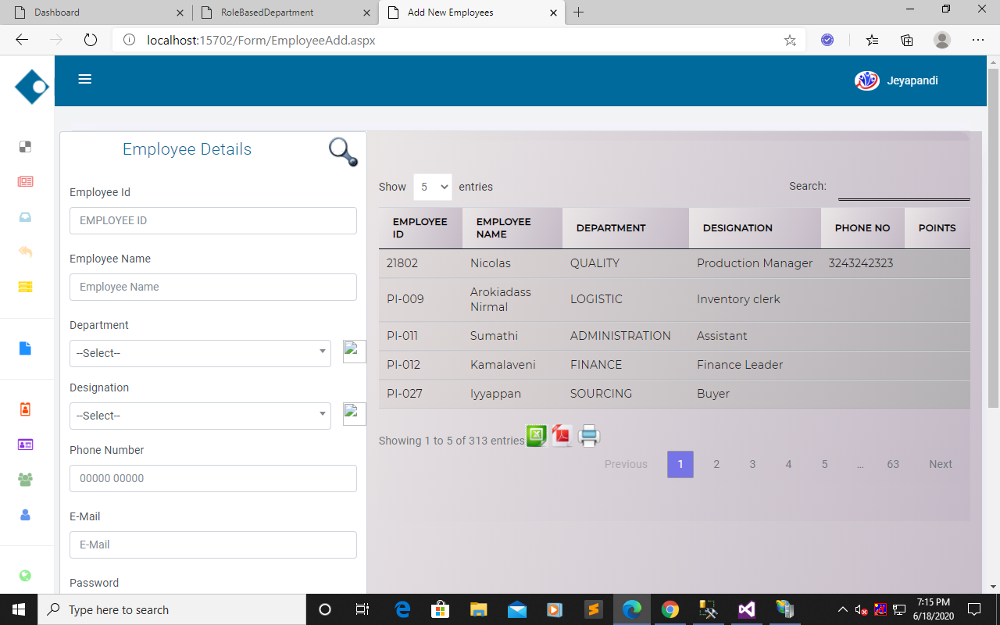 Dashboard
RoleBasedDepartment
Add New Employees
localhost:15702/Form/EmployeeAdd.aspx
Jeyapandi
Employee Details
Employee Id
EMPLOYEE ID
Employee Name
Employee Name
Department
--Select--
Designation
--Select--
Phone Number
00000 00000
E-Mail
E-Mail
Password
Show 5 entries
Search:
EMPLOYEE ID EMPLOYEE NAME DEPARTMENT DESIGNATION PHONE NO POINTS
21802 Nicolas QUALITY Production Manager 3243242323
PI-009 Arokiadass Nirmal LOGISTIC Inventory clerk
PI-011 Sumathi ADMINISTRATION Assistant
PI-012 Kamalaveni FINANCE Finance Leader
PI-027 Iyyappan SOURCING Buyer
Showing 1 to 5 of 313 entries
Previous 1 2 3 4 5 … 63 Next
Type here to search
7:15 PM
6/18/2020